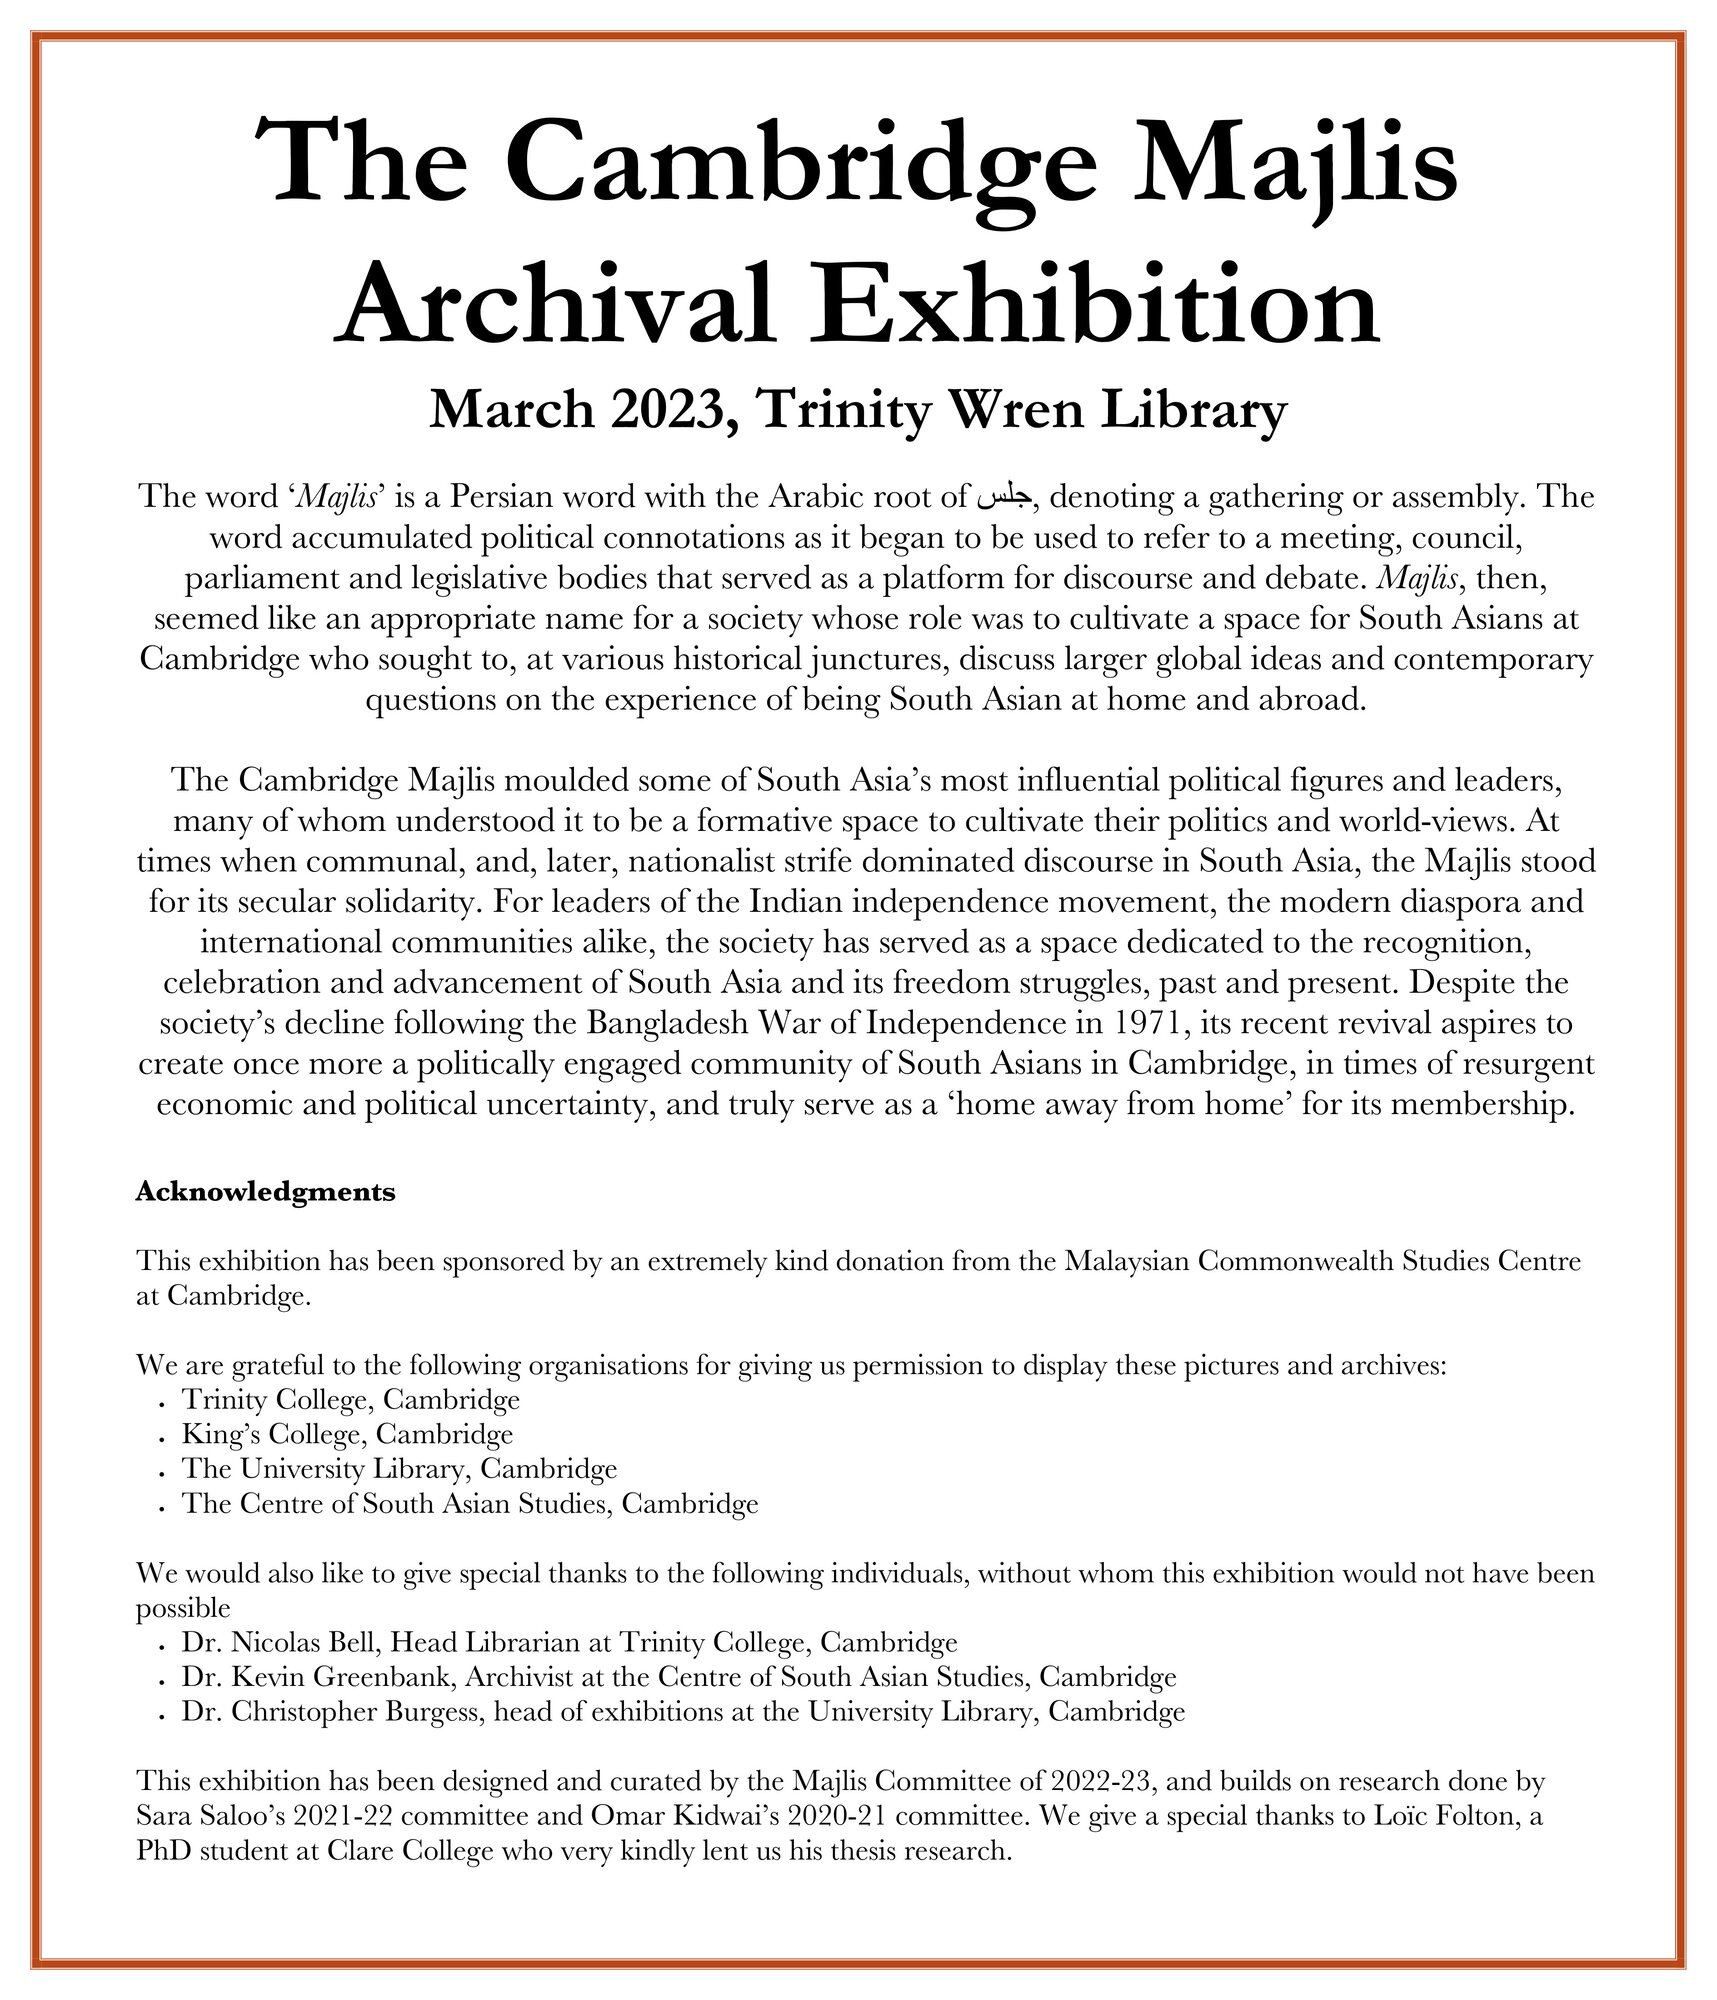 The Cambridge Majlis
Archival Exhibition
March 2023, Trinity Wren Library
The word ‘Majlis’ is a Persian word with the Arabic root of جلس, denoting a gathering or assembly. The
word accumulated political connotations as it began to be used to refer to a meeting, council,
parliament and legislative bodies that served as a platform for discourse and debate. Majlis, then,
seemed like an appropriate name for a society whose role was to cultivate a space for South Asians at
Cambridge who sought to, at various historical junctures, discuss larger global ideas and contemporary
questions on the experience of being South Asian at home and abroad.
The Cambridge Majlis moulded some of South Asia’s most influential political figures and leaders,
many of whom understood it to be a formative space to cultivate their politics and world-views. At
times when communal, and, later, nationalist strife dominated discourse in South Asia, the Majlis stood
for its secular solidarity. For leaders of the Indian independence movement, the modern diaspora and
international communities alike, the society has served as a space dedicated to the recognition,
celebration and advancement of South Asia and its freedom struggles, past and present. Despite the
society’s decline following the Bangladesh War of Independence in 1971, its recent revival aspires to
create once more a politically engaged community of South Asians in Cambridge, in times of resurgent
economic and political uncertainty, and truly serve as a ‘home away from home’ for its membership.
Acknowledgments
This exhibition has been sponsored by an extremely kind donation from the Malaysian Commonwealth Studies Centre
at Cambridge.
We are grateful to the following organisations for giving us permission to display these pictures and archives:
• Trinity College, Cambridge
• King’s College, Cambridge
• The University Library, Cambridge
• The Centre of South Asian Studies, Cambridge
We would also like to give special thanks to the following individuals, without whom this exhibition would not have been
possible
• Dr. Nicolas Bell, Head Librarian at Trinity College, Cambridge
• Dr. Kevin Greenbank, Archivist at the Centre of South Asian Studies, Cambridge
• Dr. Christopher Burgess, head of exhibitions at the University Library, Cambridge
This exhibition has been designed and curated by the Majlis Committee of 2022-23, and builds on research done by
Sara Saloo’s 2021-22 committee and Omar Kidwai’s 2020-21 committee. We give a special thanks to Loïc Folton, a
PhD student at Clare College who very kindly lent us his thesis research.